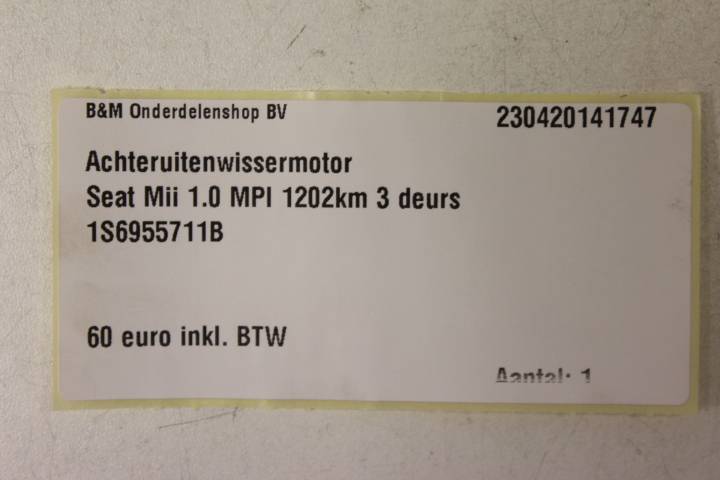 B&M Onderdelenshop BV 230420141747
Achteruitenwissermotor
Seat Mii 1.0 MPI 1202km 3 deurs
1S6955711B
60 euro inkl. BTW
Aantal: 1